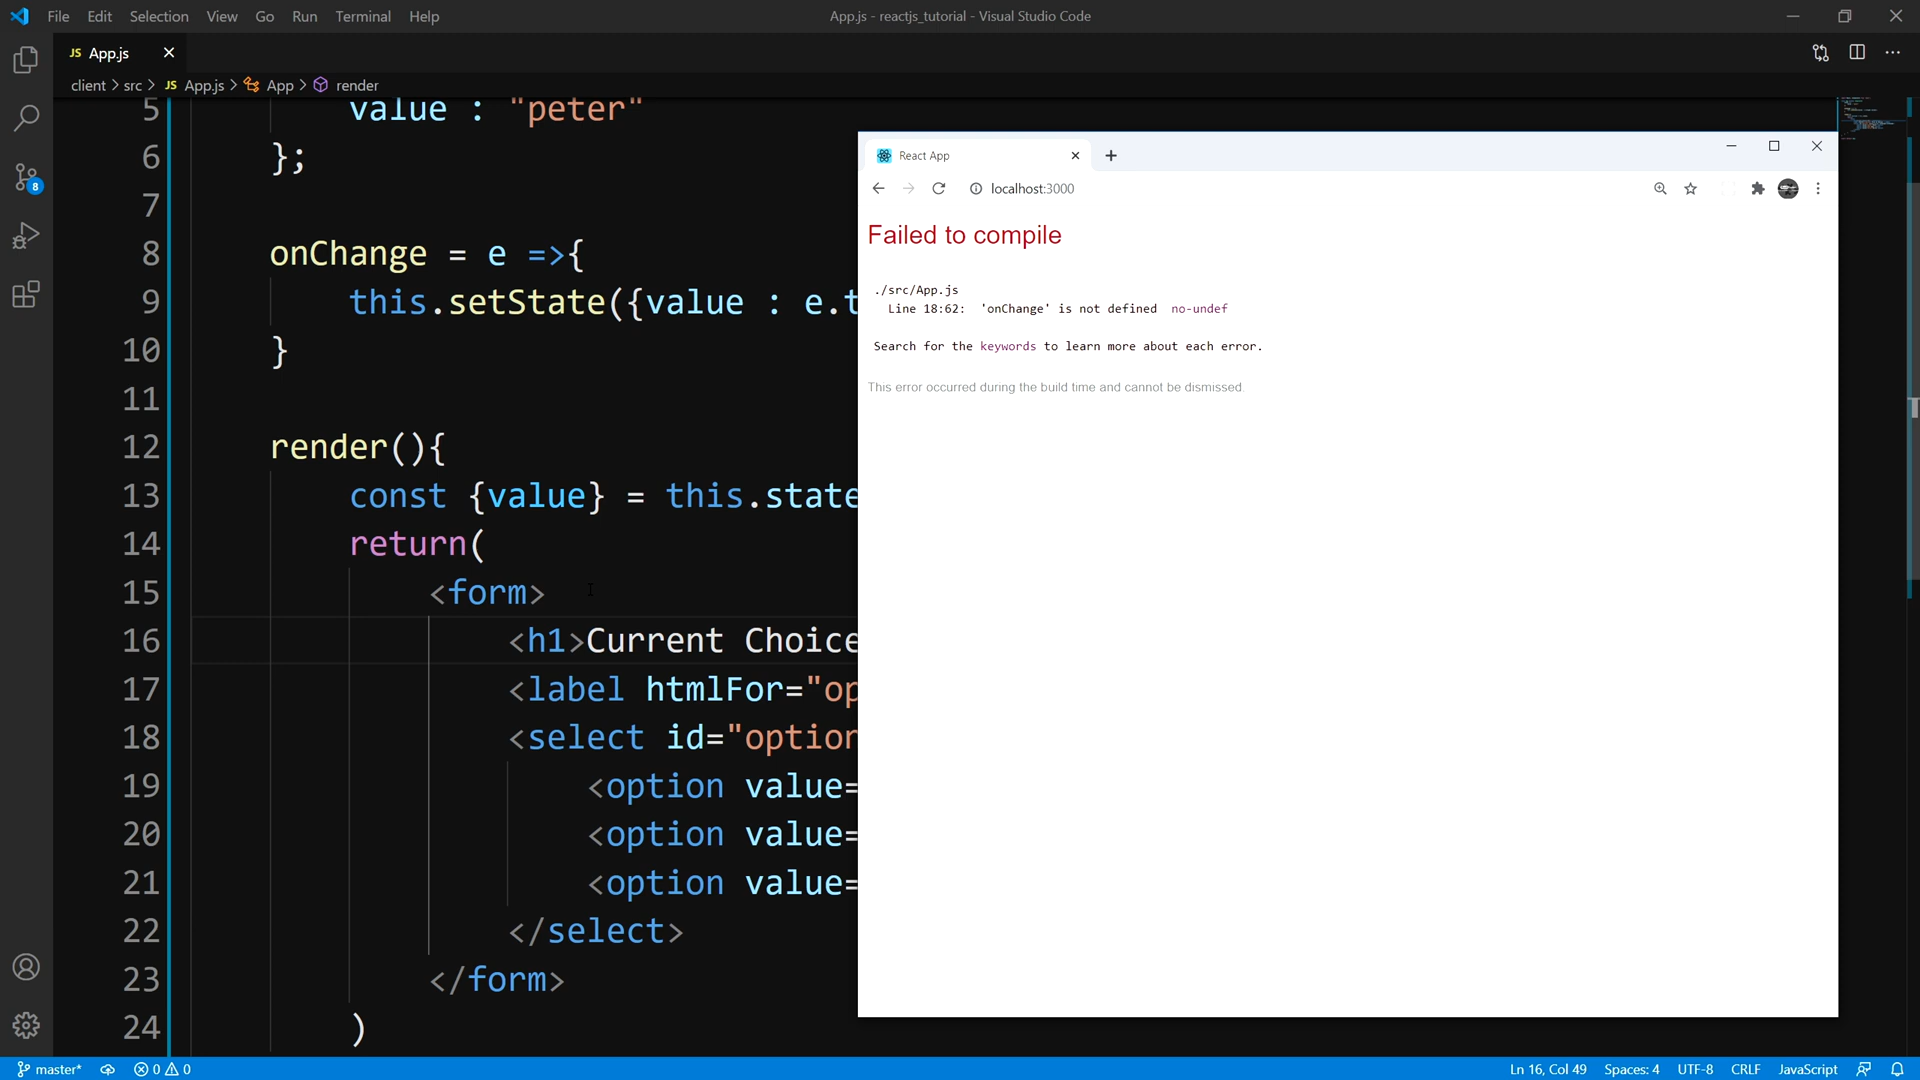 File Edit Selection View Go Run Terminal Help
App.js - reactjs_tutorial - Visual Studio Code
JS App.js
client > src > JS App.js > App > render
5 value : "peter"
6 };
7
8 onChange = e =>{
9 this.setState({value : e.t
10 }
11
12 render(){
13 const {value} = this.state
14 return(
15 <form>
16 <h1>Current Choice
17 <label htmlFor="op
18 <select id="option
19 <option value=
20 <option value=
21 <option value=
22 </select>
23 </form>
24 )
React App
localhost:3000
Failed to compile
./src/App.js
Line 18:62: 'onChange' is not defined no-undef
Search for the keywords to learn more about each error.
This error occurred during the build time and cannot be dismissed.
8
master* 0 0
Ln 16, Col 49 Spaces: 4 UTF-8 CRLF JavaScript